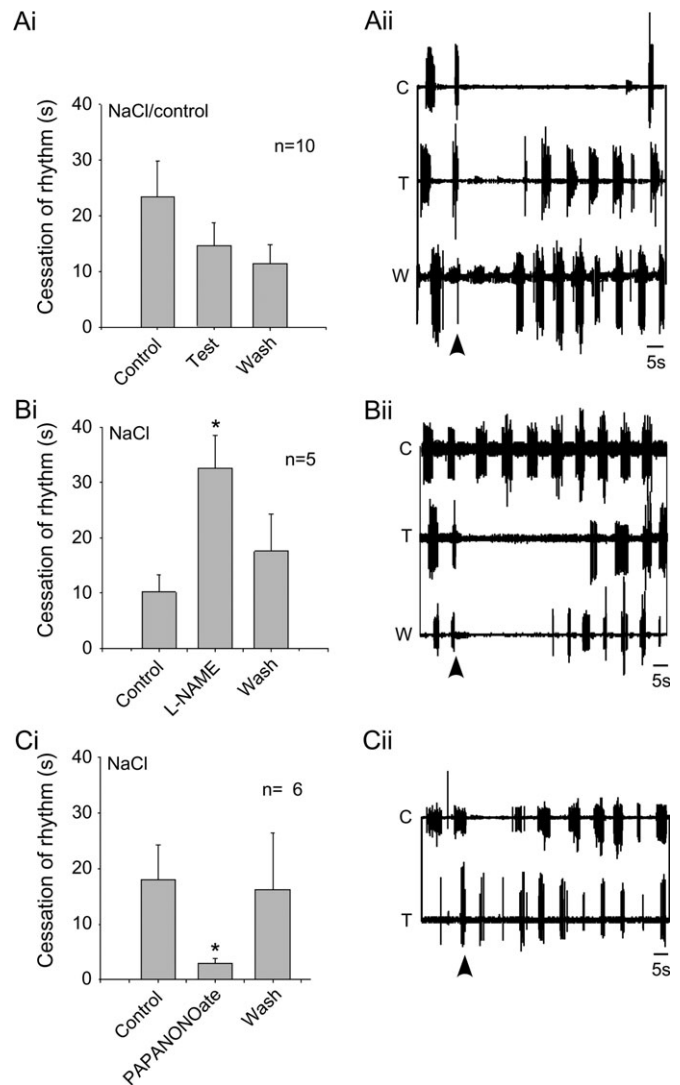 Ai
Aii
40
30
20
10
0
Cessation of rhythm (s)
NaCl/control
n=10
Control
Test
Wash
C
T
W
5s
Bi
Bii
40
30
20
10
0
Cessation of rhythm (s)
NaCl
n=5
*
Control
L-NAME
Wash
C
T
W
5s
Ci
Cii
40
30
20
10
0
Cessation of rhythm (s)
NaCl
n= 6
*
Control
PAPANONOate
Wash
C
T
5s